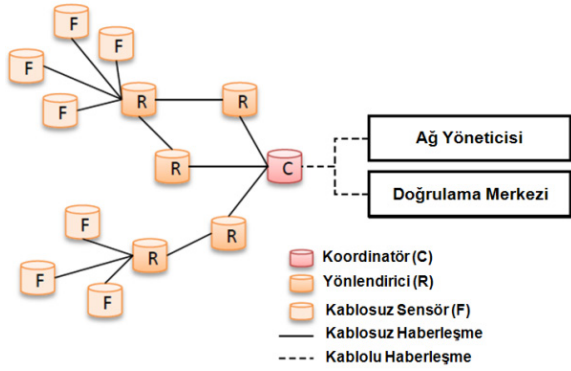 F
F
F
F
R
R
R
C
Ağ Yöneticisi
Doğrulama Merkezi
F
R
R
F
F
Koordinatör (C)
Yönlendirici (R)
Kablosuz Sensör (F)
Kablosuz Haberleşme
Kablolu Haberleşme